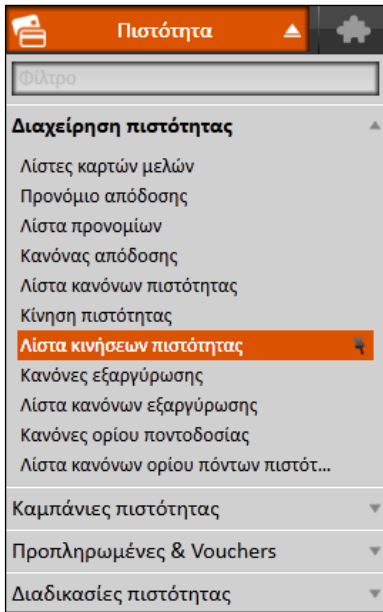 Πιστότητα
Φίλτρο
Διαχείρηση πιστότητας
Λίστες καρτών μελών
Προνόμιο απόδοσης
Λίστα προνομίων
Κανόνας απόδοσης
Λίστα κανόνων πιστότητας
Κίνηση πιστότητας
Λίστα κινήσεων πιστότητας
Κανόνες εξαργύρωσης
Λίστα κανόνων εξαργύρωσης
Κανόνες ορίου ποντοδοσίας
Λίστα κανόνων ορίου πόντων πιστότ...
Καμπάνιες πιστότητας
Προπληρωμένες & Vouchers
Διαδικασίες πιστότητας